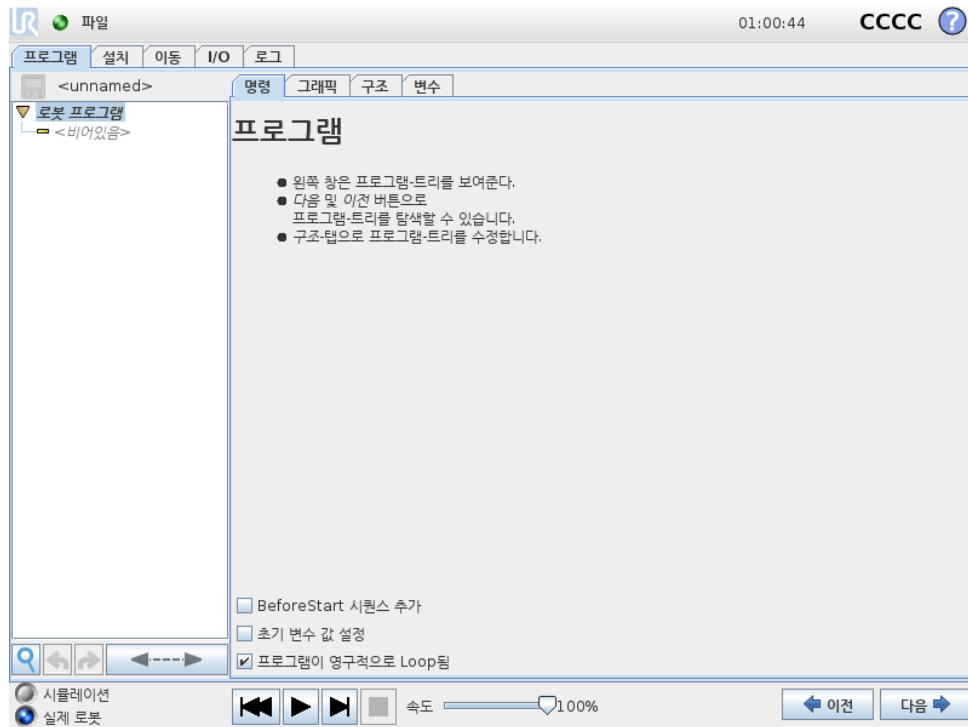 UR 파일 01:00:44 CCCC ?
프로그램 설치 이동 I/O 로그
<unnamed>
명령 그래픽 구조 변수
로봇 프로그램
<비어있음>
프로그램
왼쪽 창은 프로그램-트리를 보여준다.
다음 및 이전 버튼으로
프로그램-트리를 탐색할 수 있습니다.
구조-탭으로 프로그램-트리를 수정합니다.
BeforeStart 시퀀스 추가
초기 변수 값 설정
프로그램이 영구적으로 Loop됨
시뮬레이션
실제 로봇
속도 100%
이전 다음